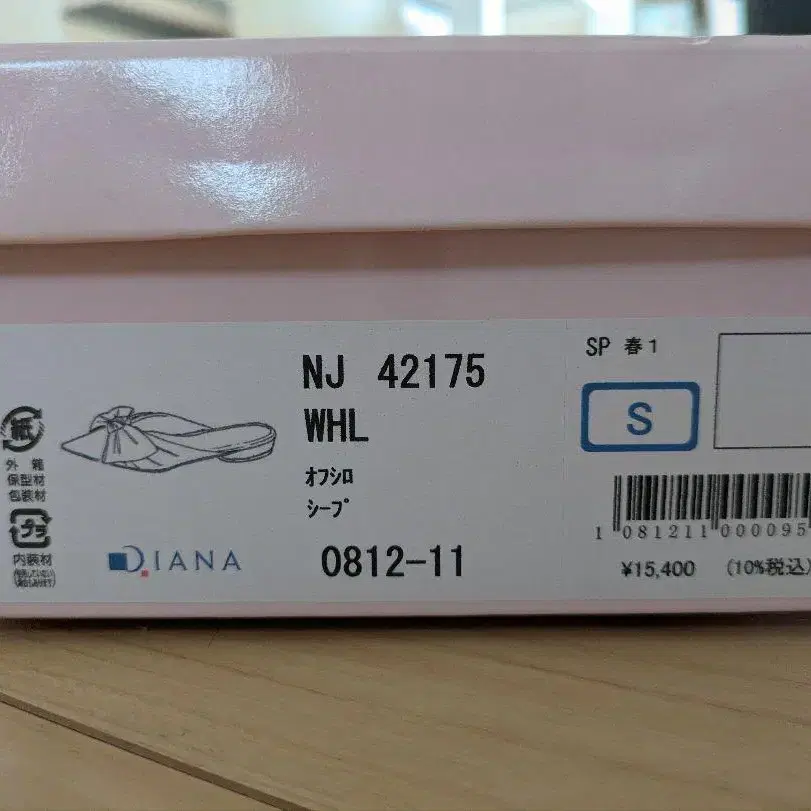 NJ 42175
WHL
オフシロ
シープ
0812-11
SP 春1
S
1 081211 000095
¥15,400 (10%税込)
紙
外箱
保型材
包装材
プラ
内装材
DIANA